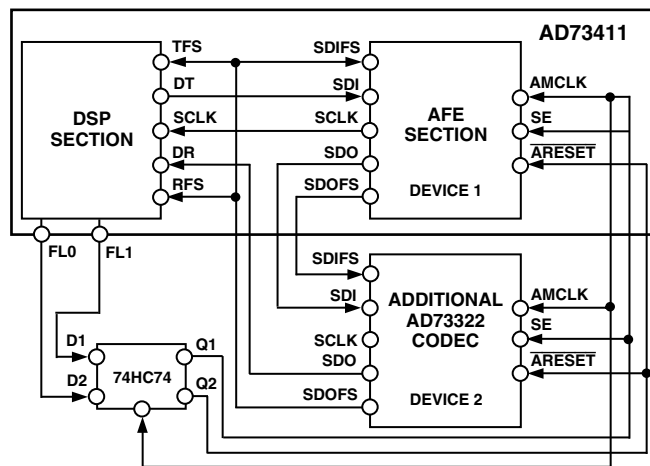 AD73411
TFS
DT
SCLK
DR
RFS
DSP
SECTION
SDIFS
SDI
SCLK
SDO
SDOFS
AFE
SECTION
DEVICE 1
AMCLK
SE
ARESET
FL0
FL1
SDIFS
SDI
SCLK
SDO
SDOFS
ADDITIONAL
AD73322
CODEC
DEVICE 2
AMCLK
SE
ARESET
D1
D2
74HC74
Q1
Q2